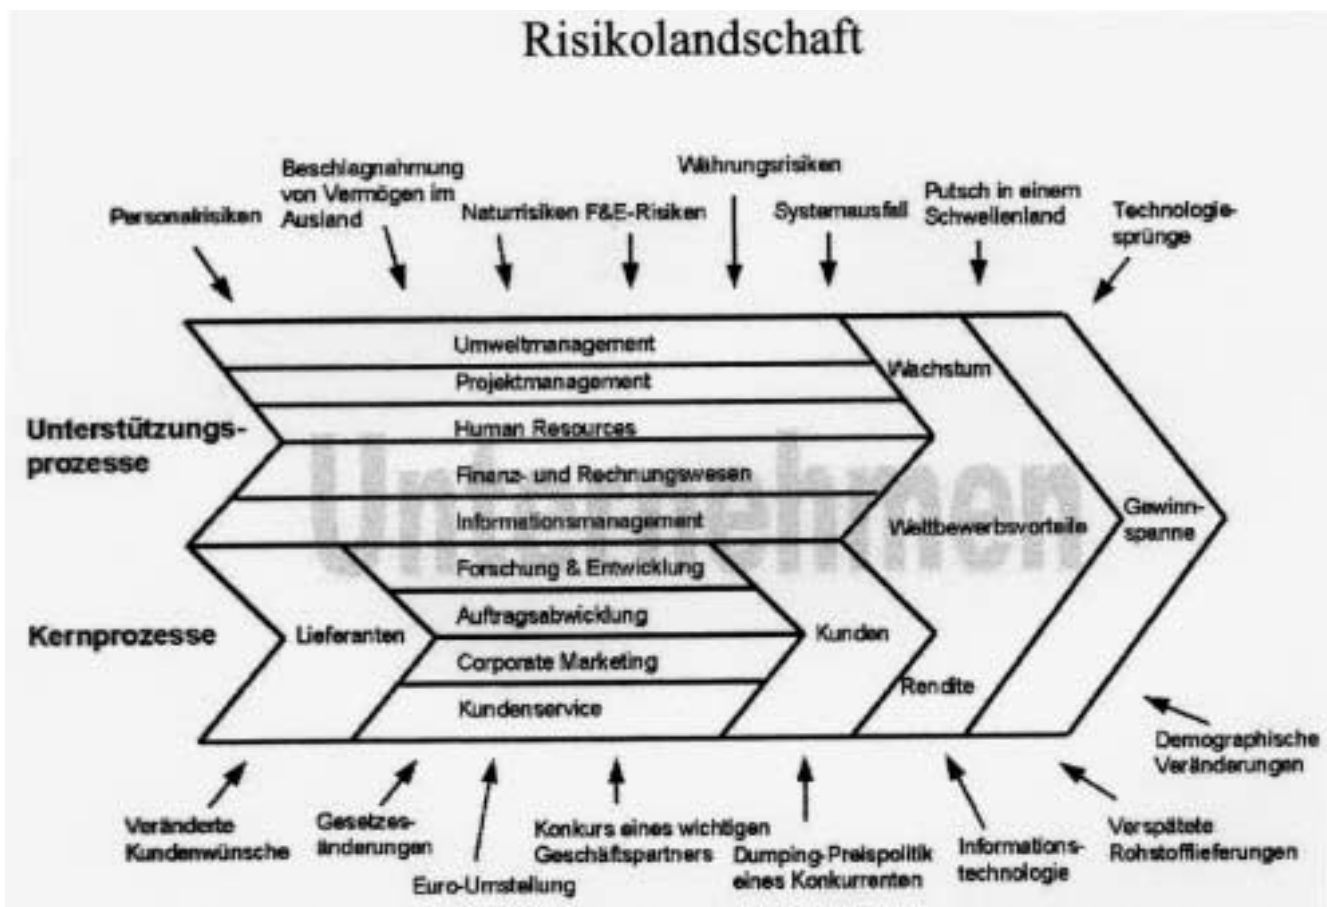 Risikolandschaft
Personalrisiken
Beschlagnahmung
von Vermögen im
Ausland
Naturrisiken
F&E-Risiken
Währungsrisiken
Systemausfall
Putsch in einem
Schwellenland
Technologie-
sprünge
Unterstützungs-
prozesse
Umweltmanagement
Projektmanagement
Human Resources
Finanz- und Rechnungswesen
Informationsmanagement
Wachstum
Unternehmen
Wettbewerbsvorteile
Gewinn-
spanne
Kernprozesse
Lieferanten
Forschung & Entwicklung
Auftragsabwicklung
Corporate Marketing
Kundenservice
Kunden
Rendite
Veränderte
Kundenwünsche
Gesetzes-
änderungen
Euro-Umstellung
Konkurs eines wichtigen
Geschäftspartners
Dumping-Preispolitik
eines Konkurrenten
Informations-
technologie
Verspätete
Rohstofflieferungen
Demographische
Veränderungen